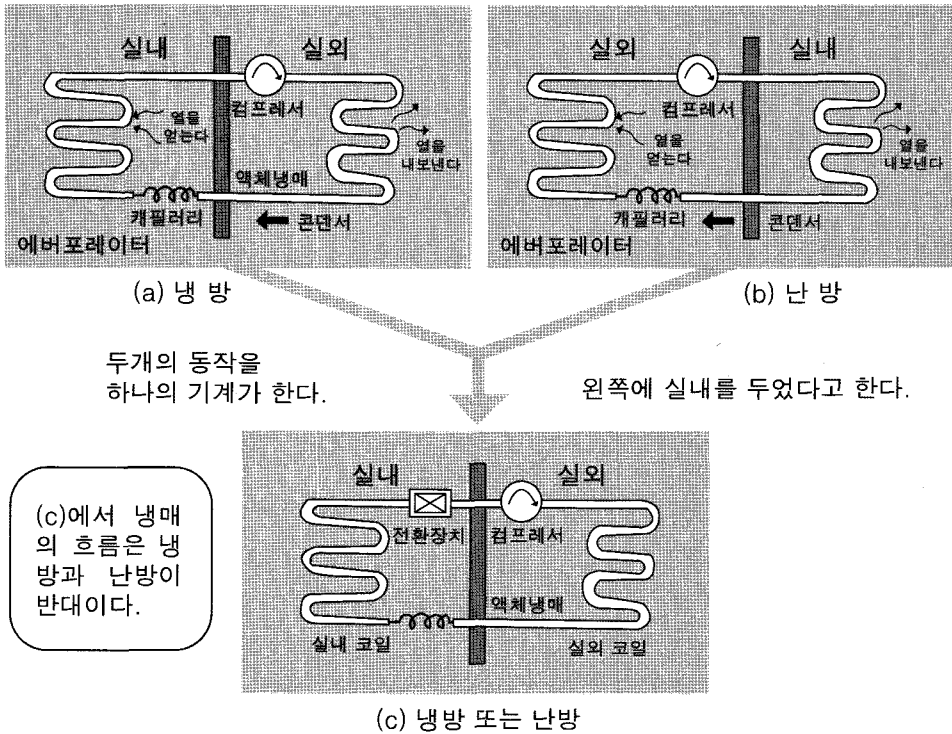 실내
실외
컴프레서
열을
얻는다
열을
내보낸다
액체냉매
캐필러리
콘덴서
에버포레이터
(a) 냉 방
실외
실내
컴프레서
열을
얻는다
열을
내보낸다
캐필러리
콘덴서
에버포레이터
(b) 난 방
두개의 동작을
하나의 기계가 한다.
왼쪽에 실내를 두었다고 한다.
(c)에서 냉매
의 흐름은 냉
방과 난방이
반대이다.
실내
실외
전환장치
컴프레서
액체냉매
실내 코일
실외 코일
(c) 냉방 또는 난방